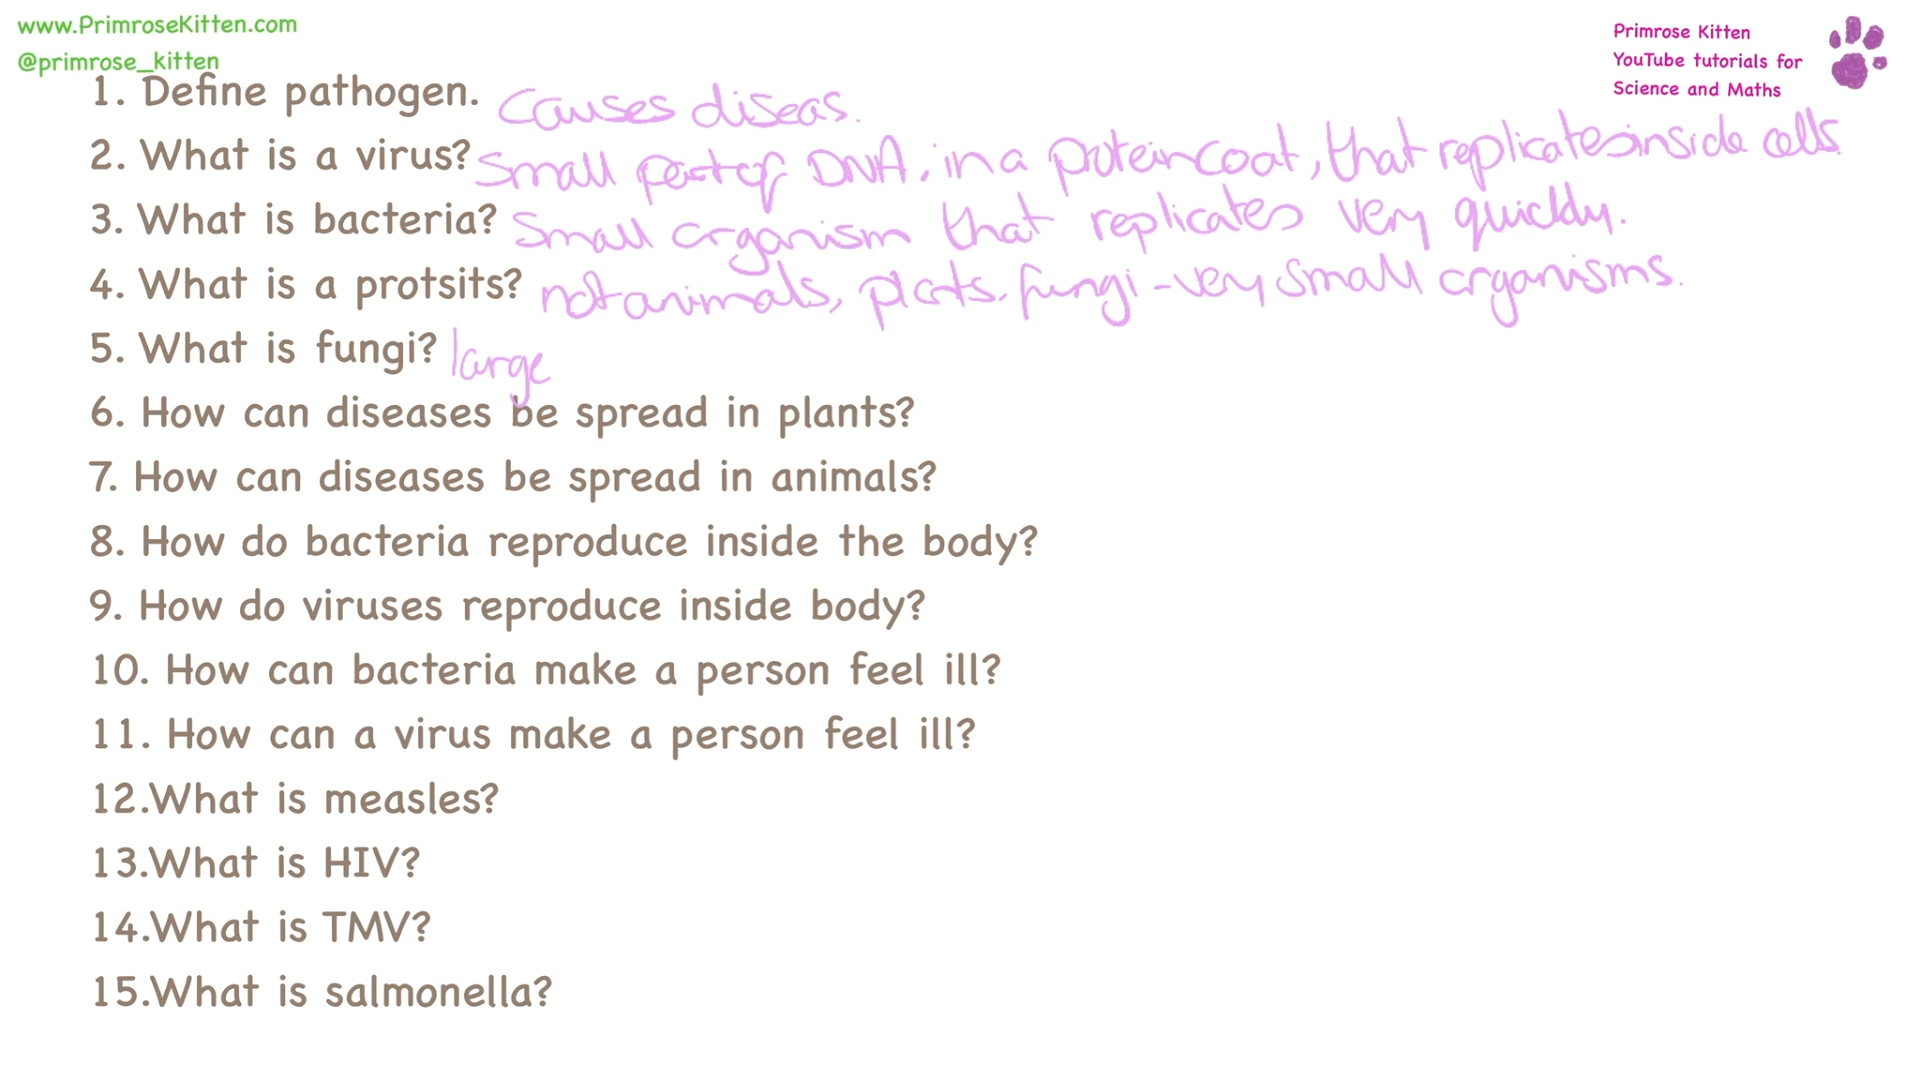 www.PrimroseKitten.com
@primrose_kitten
Primrose Kitten
YouTube tutorials for
Science and Maths
1. Define pathogen. Causes diseas.
2. What is a virus? Small part of DNA, in a protein coat, that replicates inside cells.
3. What is bacteria? Small organism that replicates very quickly.
4. What is a protsits? not animals, plants, fungi - very small organisms.
5. What is fungi? large
6. How can diseases be spread in plants?
7. How can diseases be spread in animals?
8. How do bacteria reproduce inside the body?
9. How do viruses reproduce inside body?
10. How can bacteria make a person feel ill?
11. How can a virus make a person feel ill?
12.What is measles?
13.What is HIV?
14.What is TMV?
15.What is salmonella?